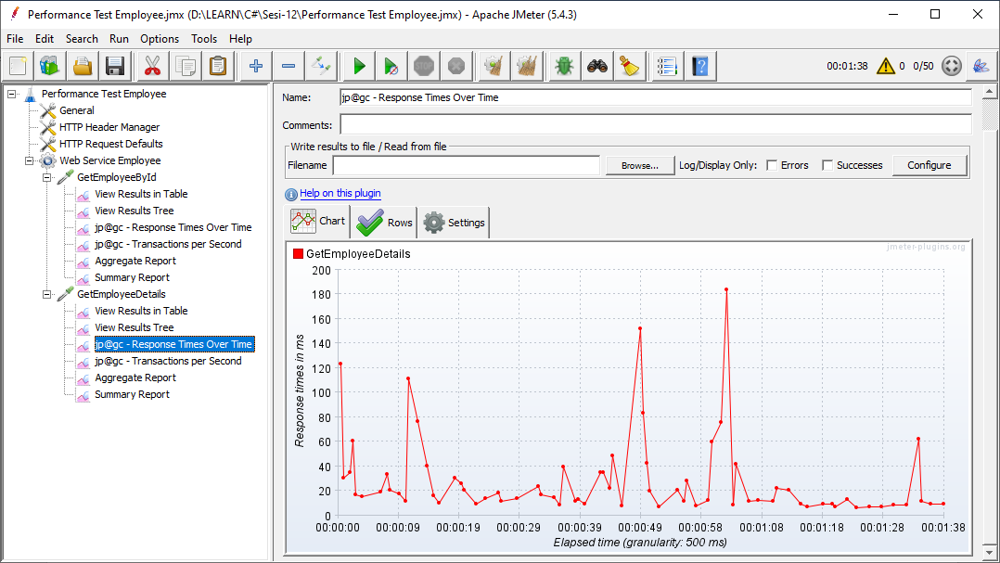 Performance Test Employee.jmx (D:\LEARN\C#\Sesi-12\Performance Test Employee.jmx) - Apache JMeter (5.4.3)
File Edit Search Run Options Tools Help
STOP 00:01:38 0 0/50
Performance Test Employee
General
HTTP Header Manager
HTTP Request Defaults
Web Service Employee
GetEmployeeById
View Results in Table
View Results Tree
jp@gc - Response Times Over Time
jp@gc - Transactions per Second
Aggregate Report
Summary Report
GetEmployeeDetails
View Results in Table
View Results Tree
jp@gc - Response Times Over Time
jp@gc - Transactions per Second
Aggregate Report
Summary Report
Name: jp@gc - Response Times Over Time
Comments:
Write results to file / Read from file
Filename Browse... Log/Display Only: Errors Successes Configure
Help on this plugin
Chart Rows Settings
GetEmployeeDetails
jmeter-plugins.org
200
180
160
140
120
100
80
60
40
20
0
Response times in ms
00:00:00 00:00:09 00:00:19 00:00:29 00:00:39 00:00:49 00:00:58 00:01:08 00:01:18 00:01:28 00:01:38
Elapsed time (granularity: 500 ms)